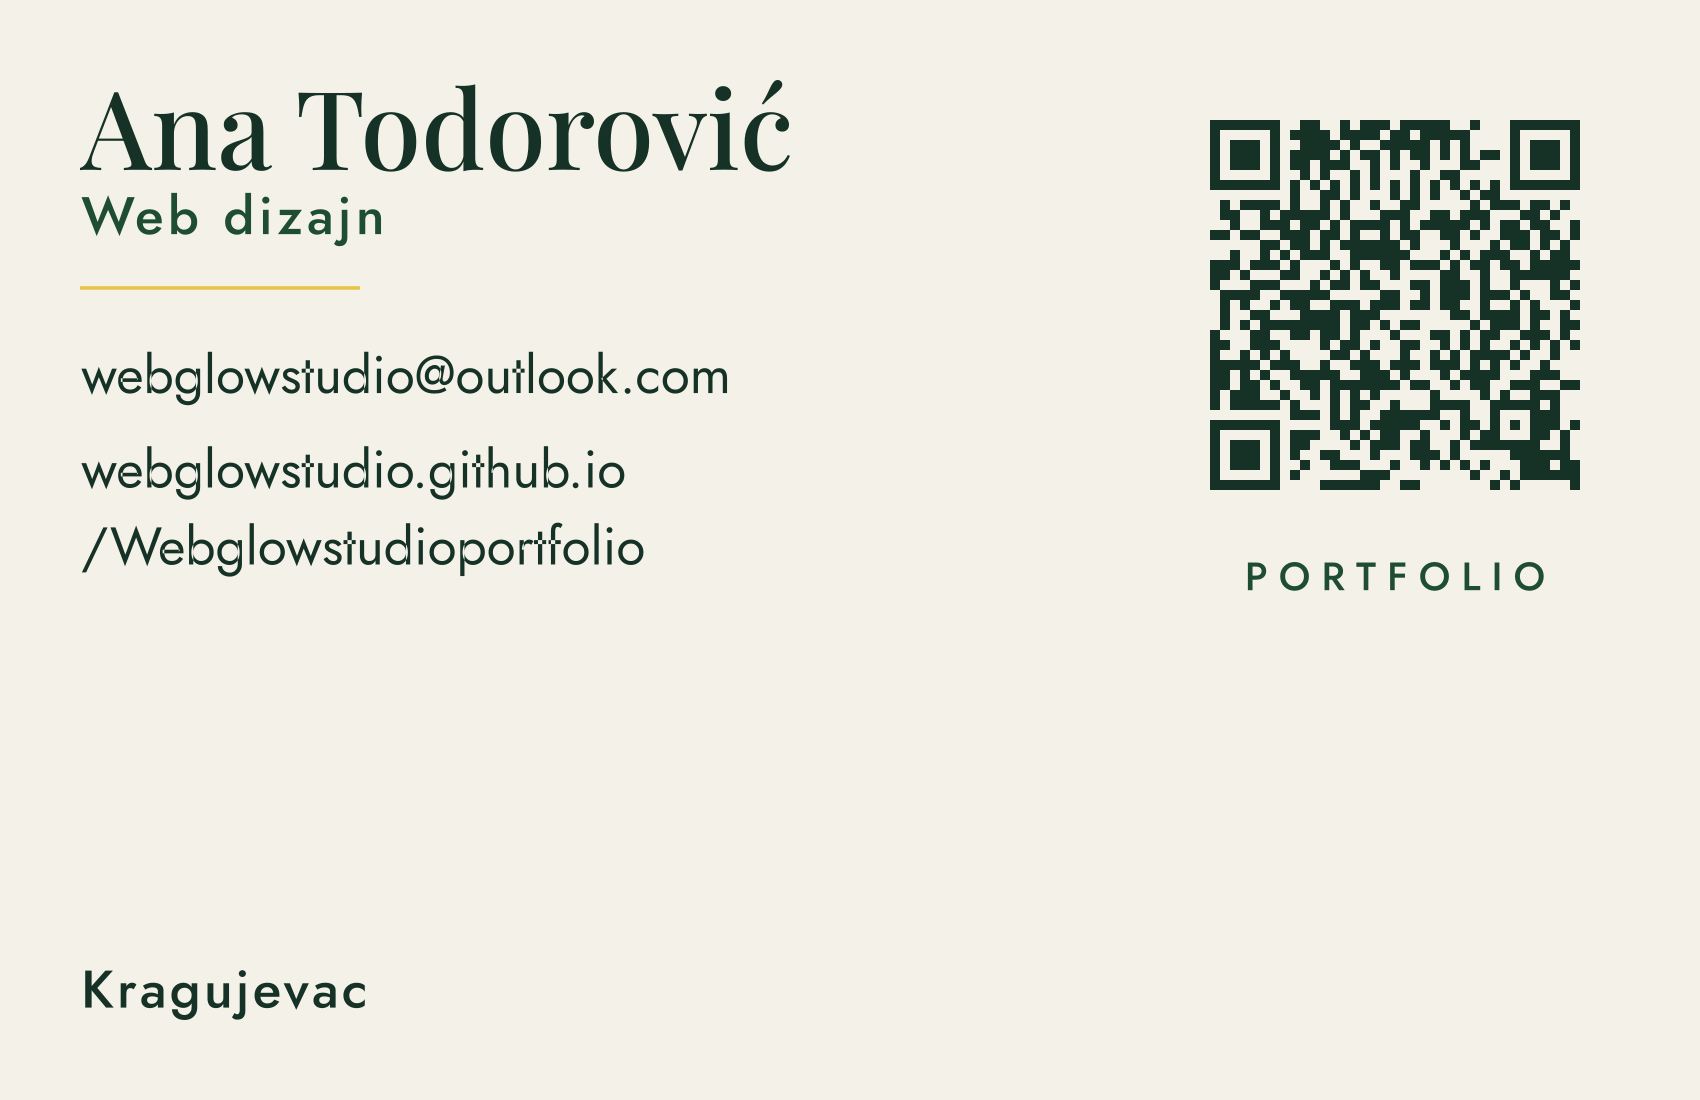 Ana Todorović
Web dizajn
webglowstudio@outlook.com
webglowstudio.github.io
/Webglowstudioportfolio
PORTFOLIO
Kragujevac